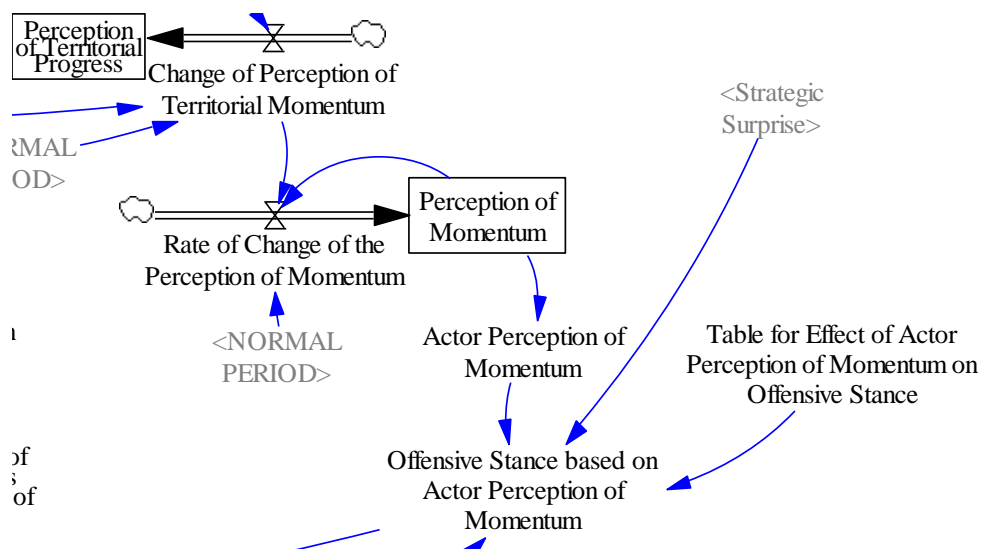 Perception
of Territorial
Progress
Change of Perception of
Territorial Momentum
<Strategic
Surprise>
RMAL
OD>
Perception of
Momentum
Rate of Change of the
Perception of Momentum
<NORMAL
PERIOD>
Actor Perception of
Momentum
Table for Effect of Actor
Perception of Momentum on
Offensive Stance
of
s
of
Offensive Stance based on
Actor Perception of
Momentum